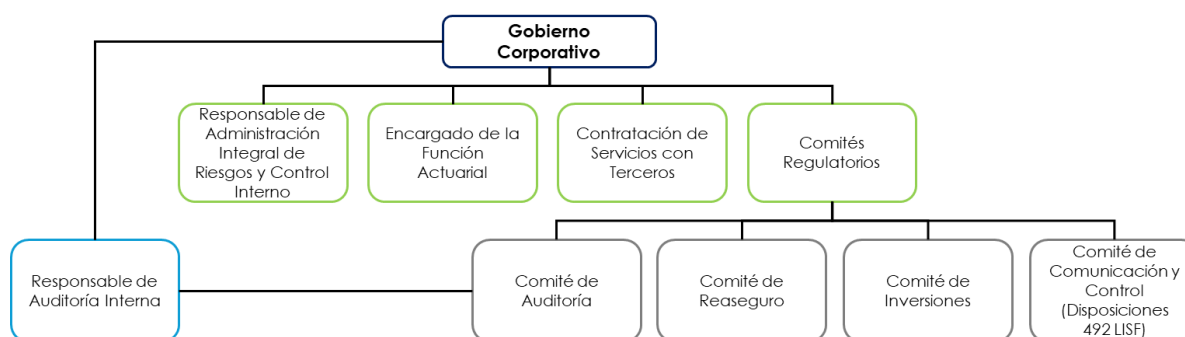 Gobierno
Corporativo
Responsable de
Administración
Integral de
Riesgos y Control
Interno
Encargado de la
Función
Actuarial
Contratación de
Servicios con
Terceros
Comités
Regulatorios
Responsable de
Auditoría Interna
Comité de
Auditoría
Comité de
Reaseguro
Comité de
Inversiones
Comité de
Comunicación y
Control
(Disposiciones
492 LISF)